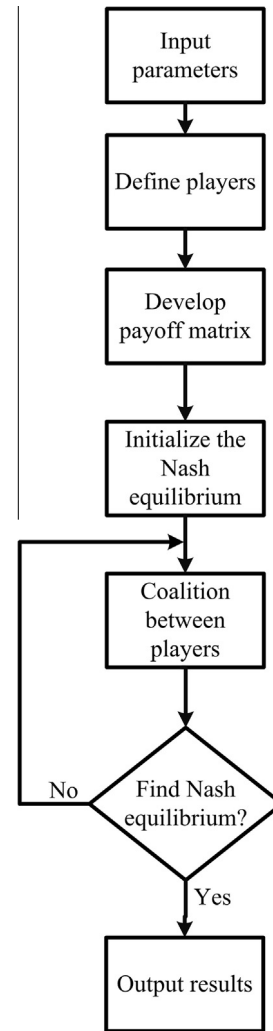 Input
parameters
Define players
Develop
payoff matrix
Initialize the
Nash
equilibrium
Coalition
between
players
Find Nash
equilibrium?
No
Yes
Output results